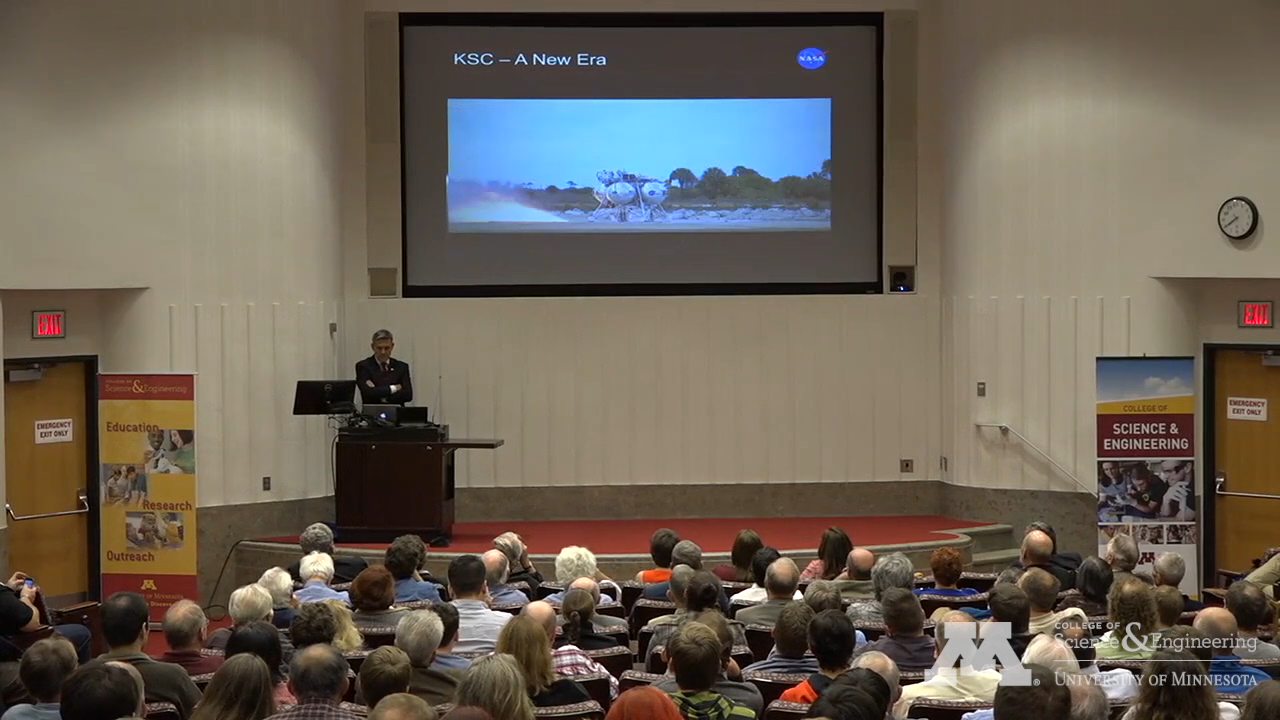 KSC – A New Era
NASA
EXIT
EXIT
EMERGENCY
EXIT ONLY
EMERGENCY
EXIT ONLY
COLLEGE OF
Science & Engineering
Education
Research
Outreach
M
COLLEGE OF
SCIENCE &
ENGINEERING
M
M
COLLEGE OF
Science & Engineering
UNIVERSITY OF MINNESOTA